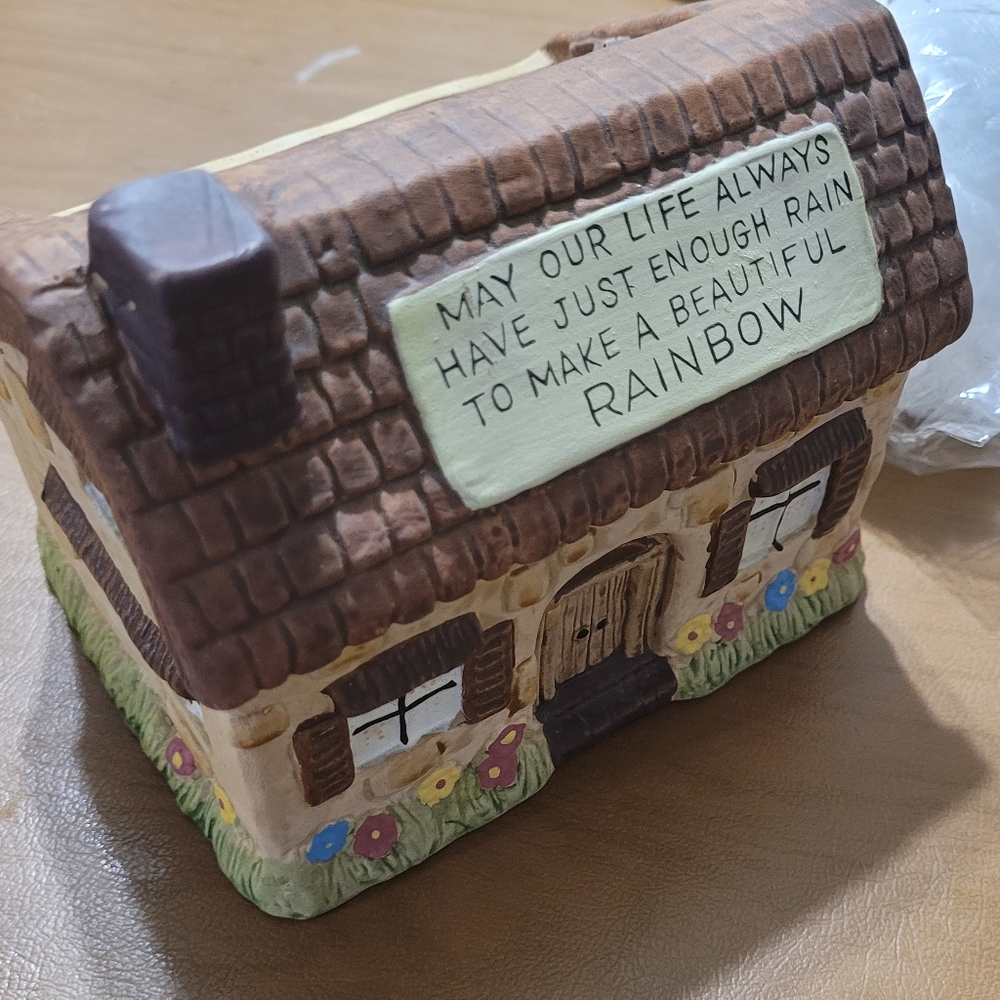 MAY OUR LIFE ALWAYS
HAVE JUST ENOUGH RAIN
TO MAKE A BEAUTIFUL
RAINBOW